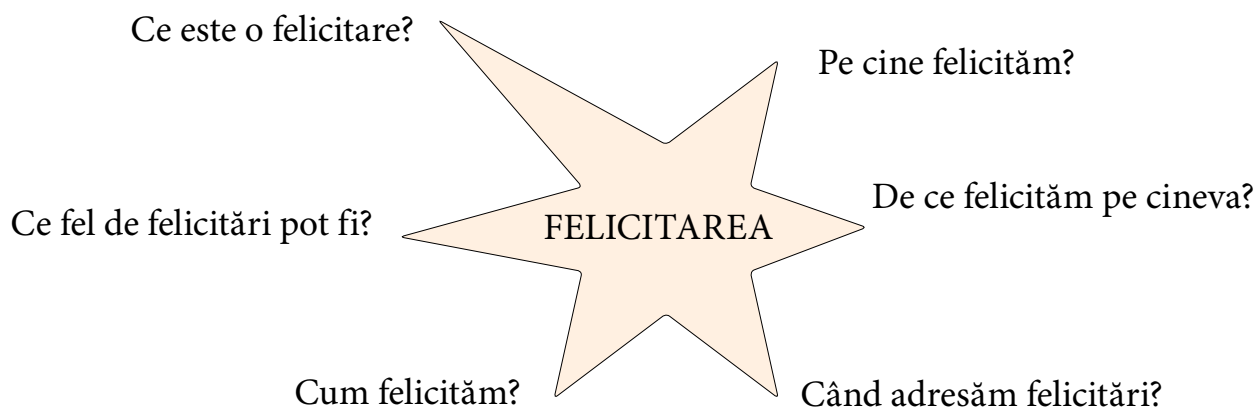 Ce este o felicitare?
Pe cine felicităm?
De ce felicităm pe cineva?
Ce fel de felicitări pot fi?
FELICITAREA
Cum felicităm?
Când adresăm felicitări?